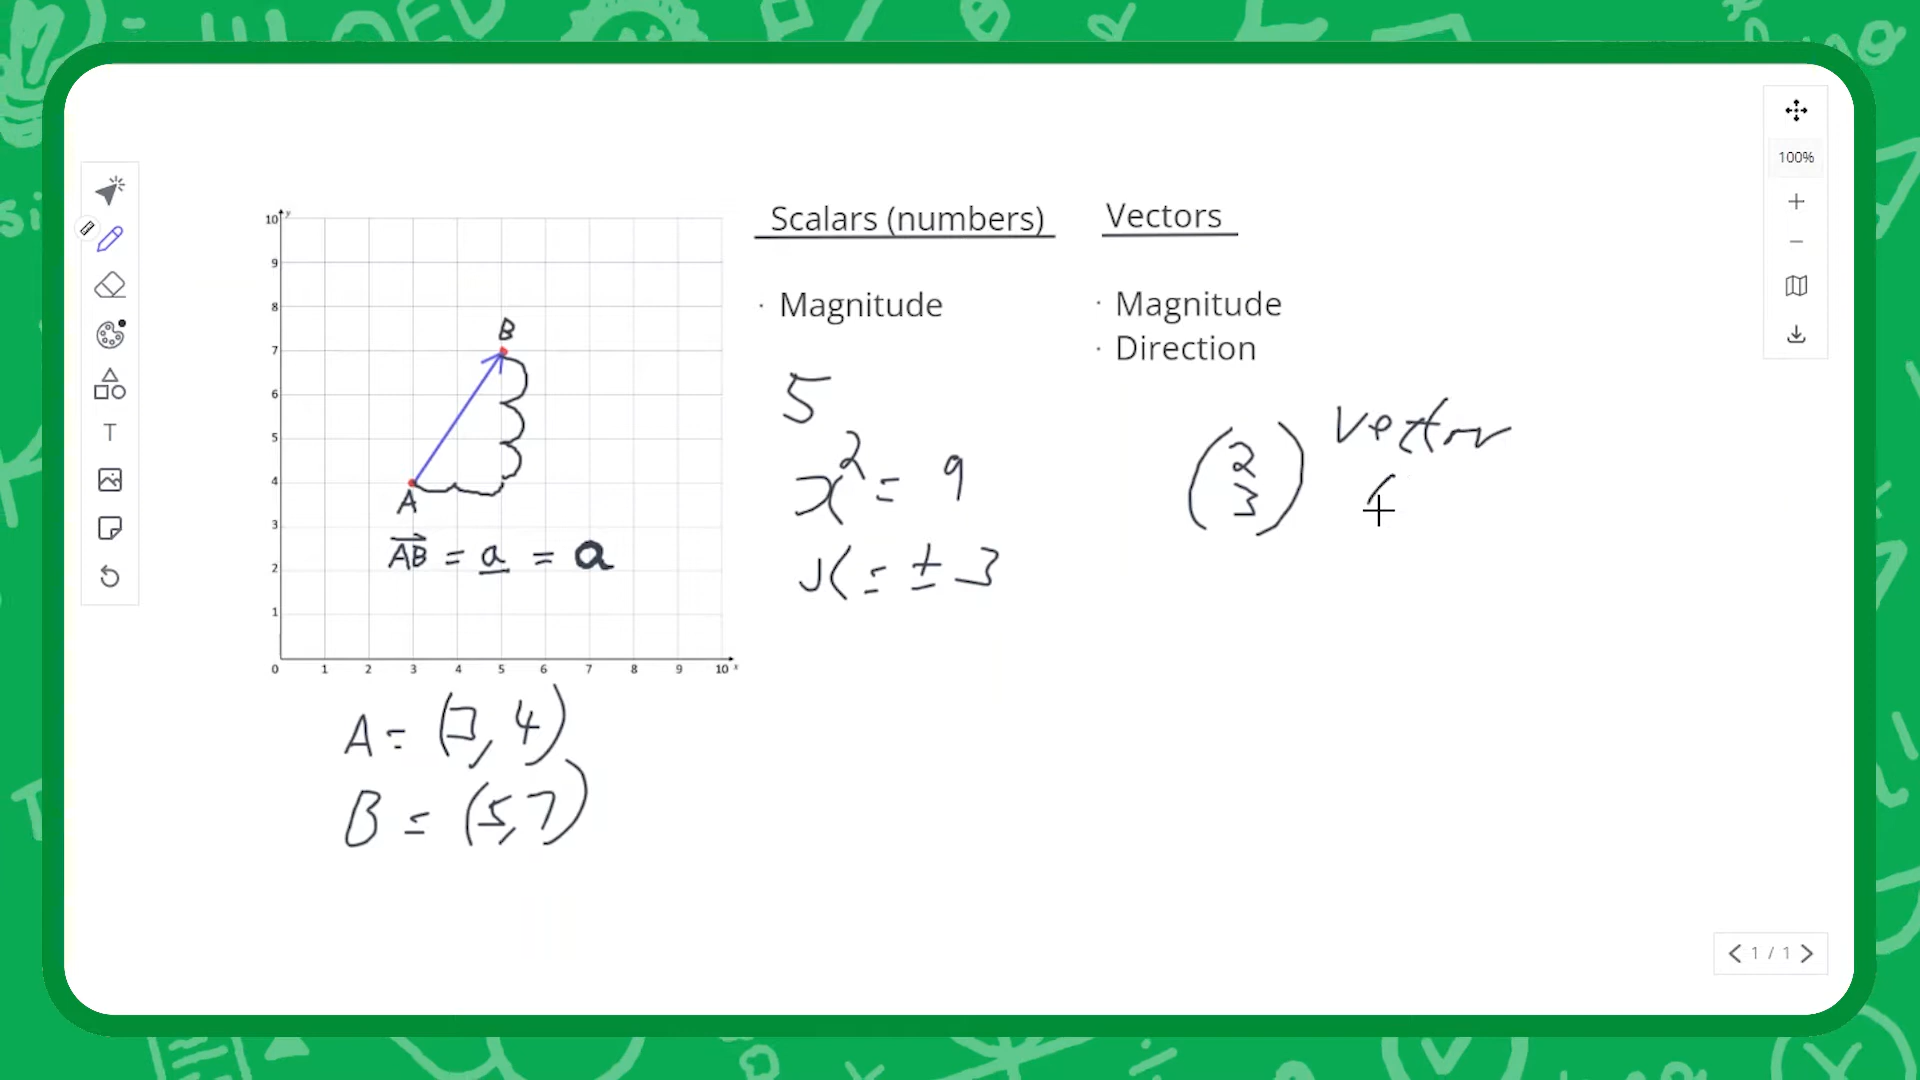 100%
10 y
9
8
7
6
5
4
3
2
1
0 1 2 3 4 5 6 7 8 9 10 x
B
A
AB = a = a
A = (3, 4)
B = (5, 7)
Scalars (numbers)
· Magnitude
5
x² = 9
x = ± 3
Vectors
· Magnitude
· Direction
(2
3)
vector
(
T
1 / 1